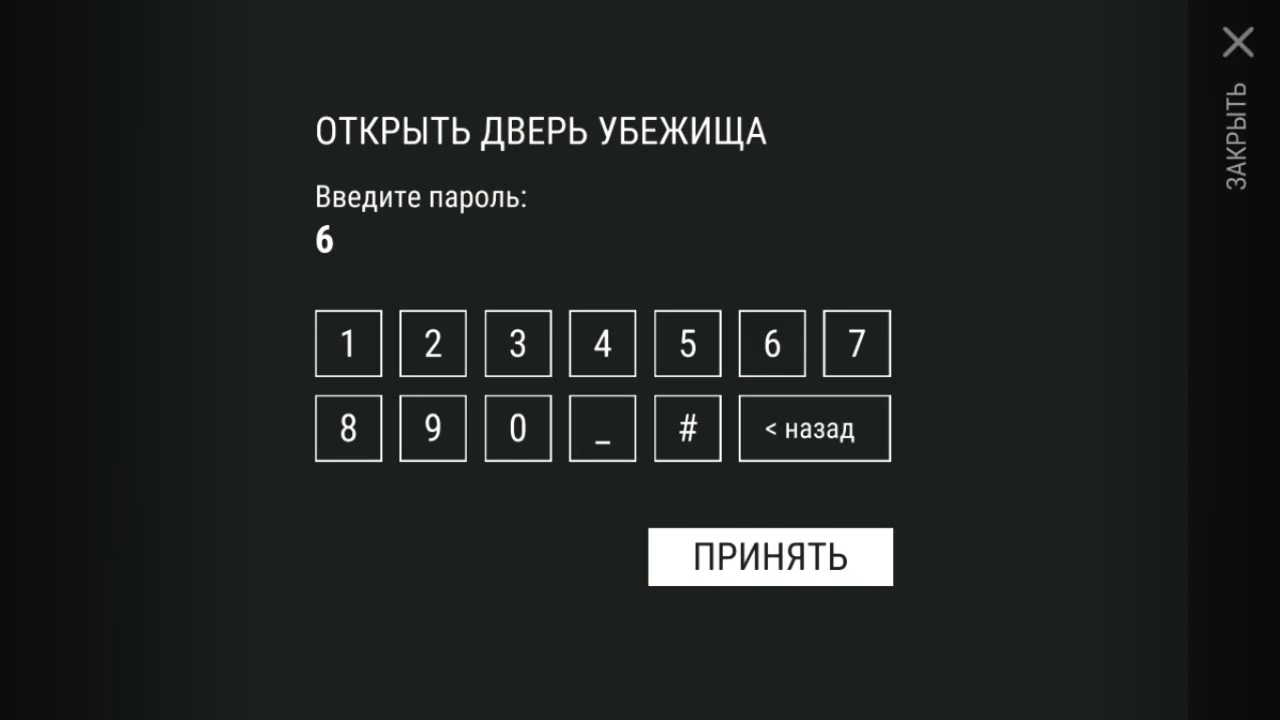 ОТКРЫТЬ ДВЕРЬ УБЕЖИЩА
Введите пароль:
6
1 2 3 4 5 6 7
8 9 0 _ # < назад
ПРИНЯТЬ
ЗАКРЫТЬ